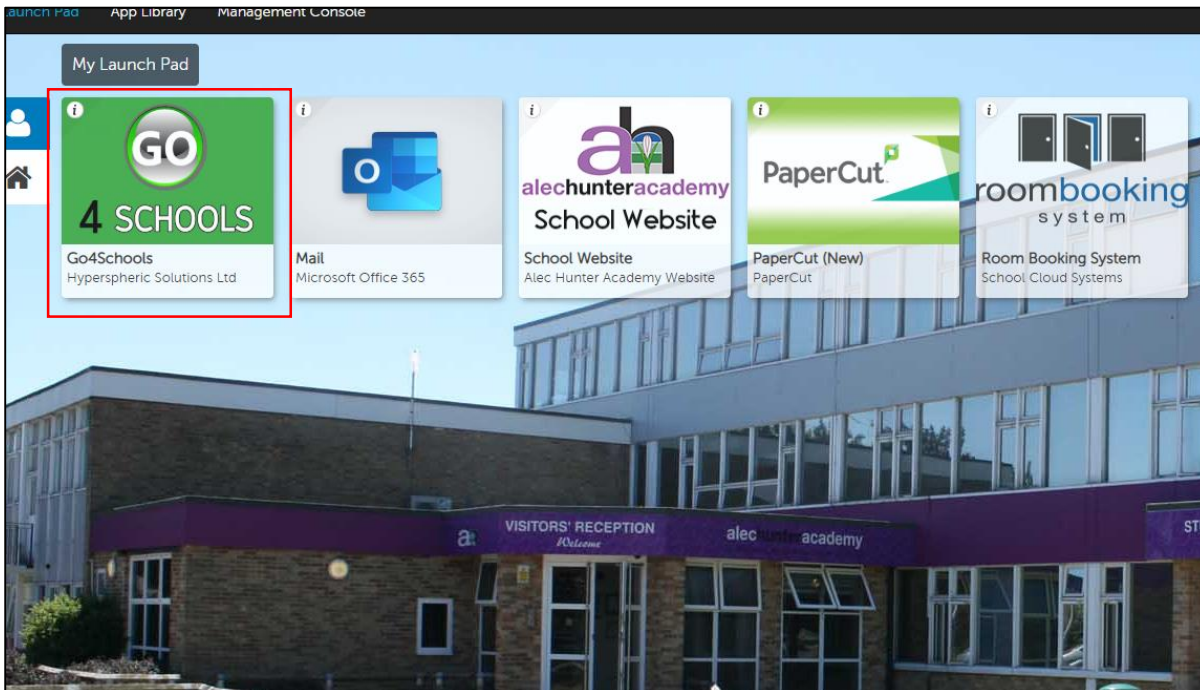 Launch Pad App Library Management Console
My Launch Pad
GO
4 SCHOOLS
Go4Schools
Hyperspheric Solutions Ltd
O
Mail
Microsoft Office 365
ah
alechunteracademy
School Website
School Website
Alec Hunter Academy Website
PaperCut
PaperCut (New)
PaperCut
roombooking
system
Room Booking System
School Cloud Systems
a
VISITORS' RECEPTION
Welcome
alechunteracademy
ST